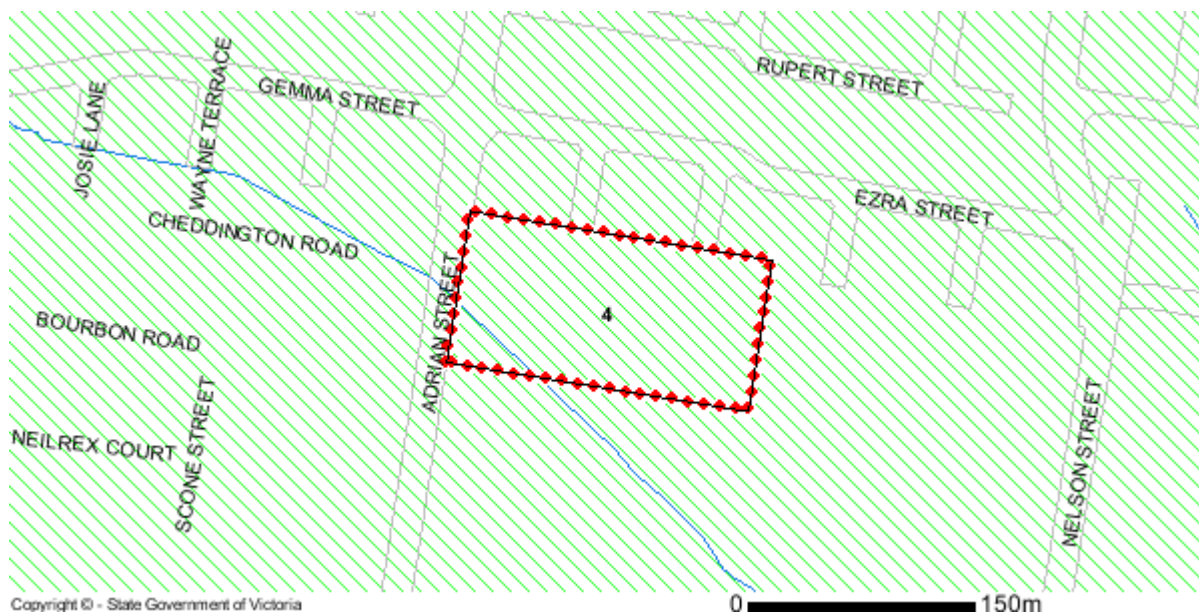 RUPERT STREET
GEMMA STREET
WAYNE TERRACE
JOSIE LANE
EZRA STREET
CHEDDINGTON ROAD
ADRIAN STREET
4
BOURBON ROAD
NELSON STREET
SCONE STREET
NEILREX COURT
Copyright © - State Government of Victoria
0 150m